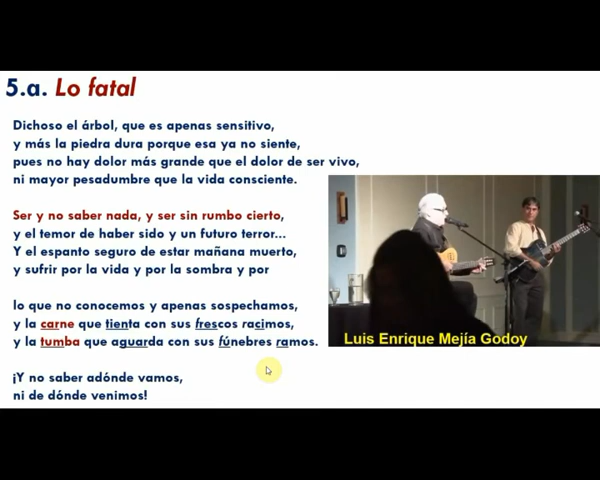 5.a. Lo fatal
Dichoso el árbol, que es apenas sensitivo,
y más la piedra dura porque esa ya no siente,
pues no hay dolor más grande que el dolor de ser vivo,
ni mayor pesadumbre que la vida consciente.
Ser y no saber nada, y ser sin rumbo cierto,
y el temor de haber sido y un futuro terror...
Y el espanto seguro de estar mañana muerto,
y sufrir por la vida y por la sombra y por
lo que no conocemos y apenas sospechamos,
y la carne que tienta con sus frescos racimos,
y la tumba que aguarda con sus fúnebres ramos.
¡Y no saber adónde vamos,
ni de dónde venimos!
Luis Enrique Mejía Godoy